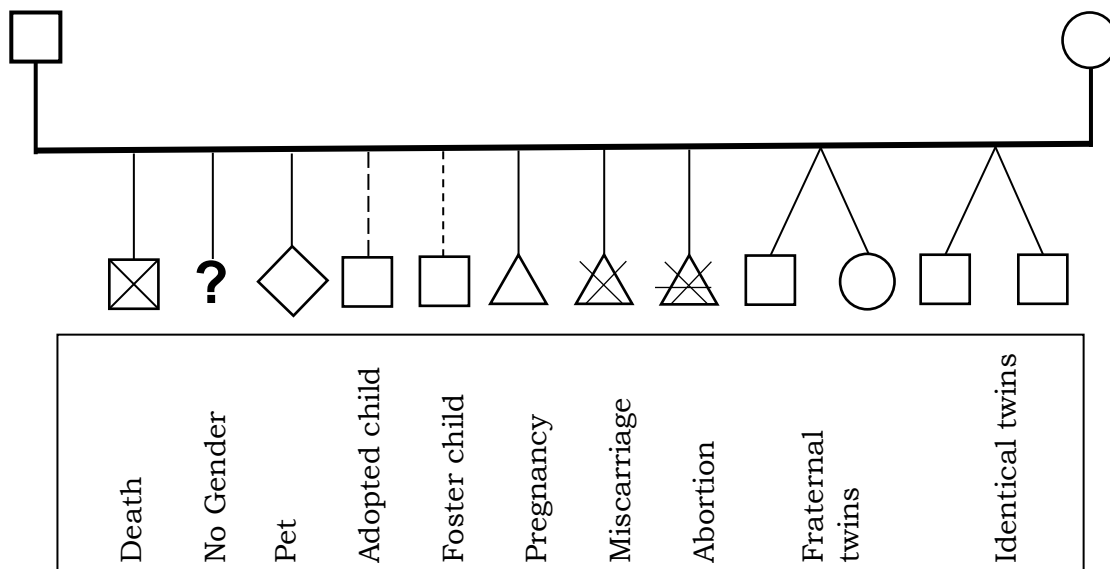 ?
Death
No Gender
Pet
Adopted child
Foster child
Pregnancy
Miscarriage
Abortion
Fraternal
twins
Identical twins